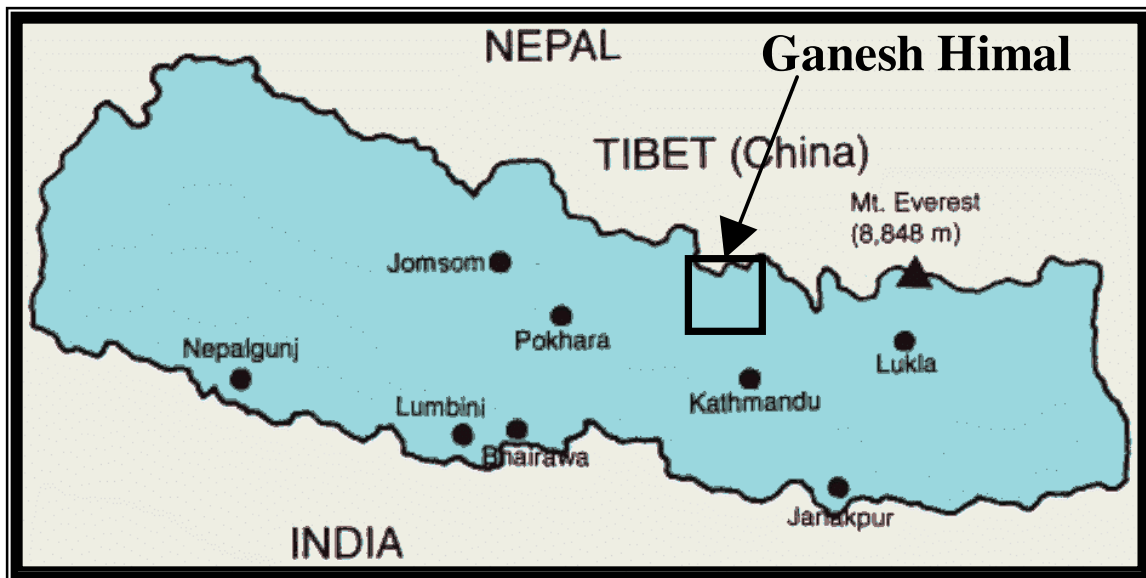 NEPAL
Ganesh Himal
TIBET (China)
Mt. Everest
(8,848 m)
Jomsom
Pokhara
Nepalgunj
Lukla
Lumbini
Kathmandu
Bhairawa
Janakpur
INDIA